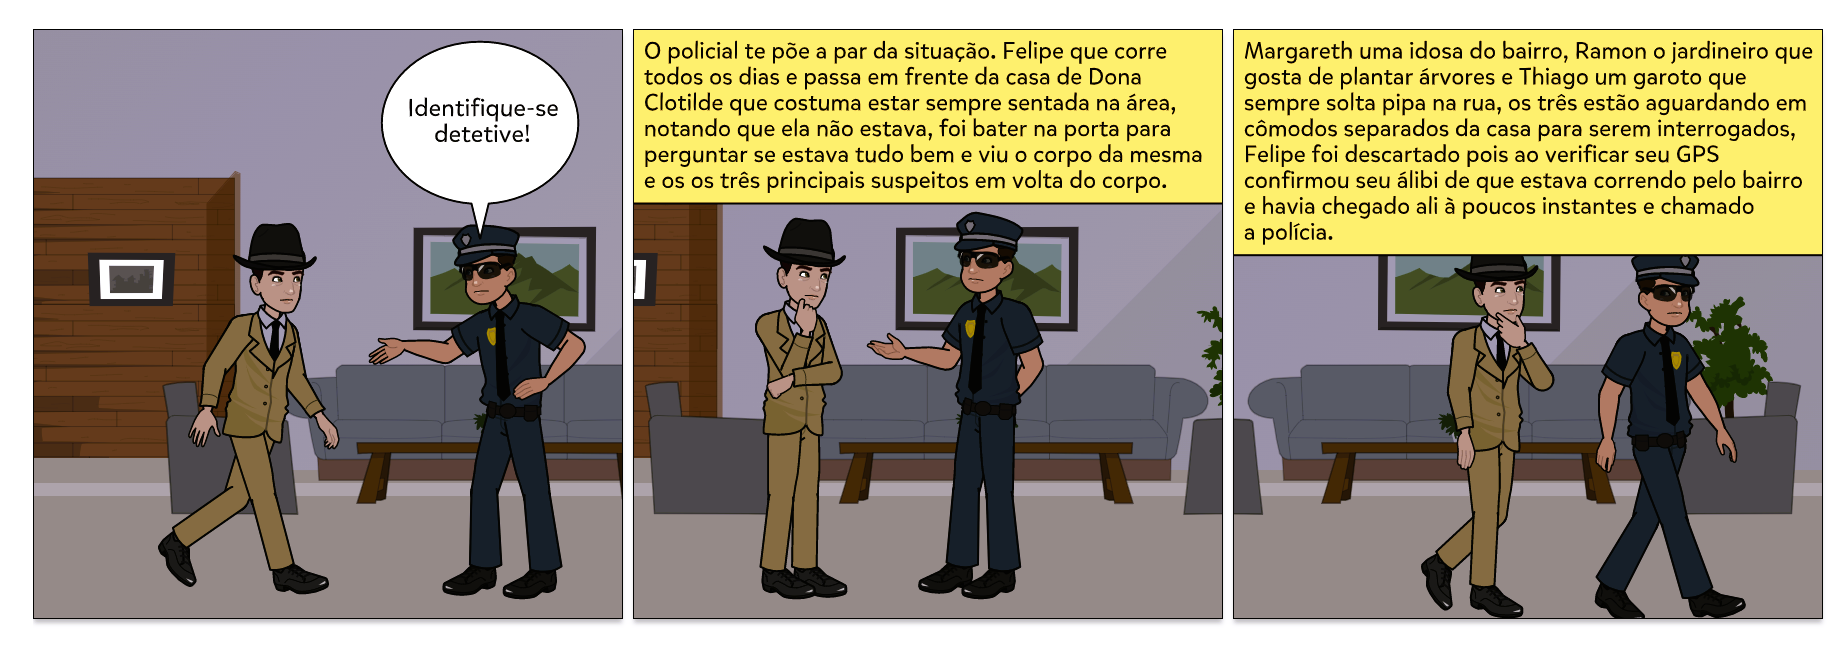 Identifique-se
detetive!
O policial te põe a par da situação. Felipe que corre
todos os dias e passa em frente da casa de Dona
Clotilde que costuma estar sempre sentada na área,
notando que ela não estava, foi bater na porta para
perguntar se estava tudo bem e viu o corpo da mesma
e os os três principais suspeitos em volta do corpo.
Margareth uma idosa do bairro, Ramon o jardineiro que
gosta de plantar árvores e Thiago um garoto que
sempre solta pipa na rua, os três estão aguardando em
cômodos separados da casa para serem interrogados,
Felipe foi descartado pois ao verificar seu GPS
confirmou seu álibi de que estava correndo pelo bairro
e havia chegado ali à poucos instantes e chamado
a polícia.